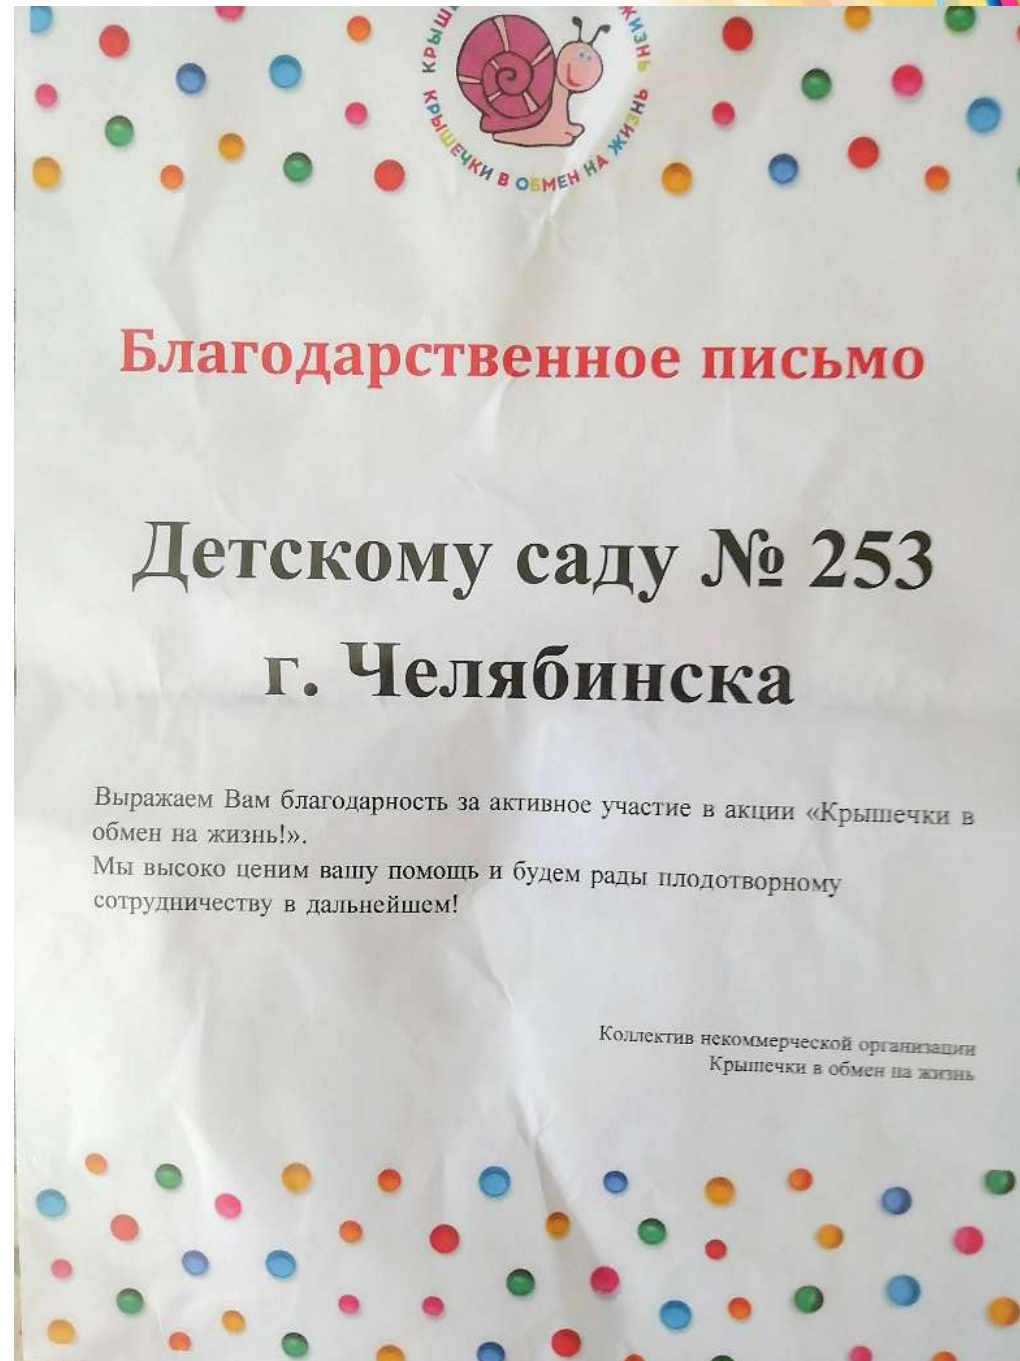 КРЫШЕ
ЖИЗНЬ
КРЫШЕЧКИ В ОБМЕН НА ЖИЗНЬ
Благодарственное письмо
Детскому саду № 253
г. Челябинска
Выражаем Вам благодарность за активное участие в акции «Крышечки в
обмен на жизнь!».
Мы высоко ценим вашу помощь и будем рады плодотворному
сотрудничеству в дальнейшем!
Коллектив некоммерческой организации
Крышечки в обмен на жизнь